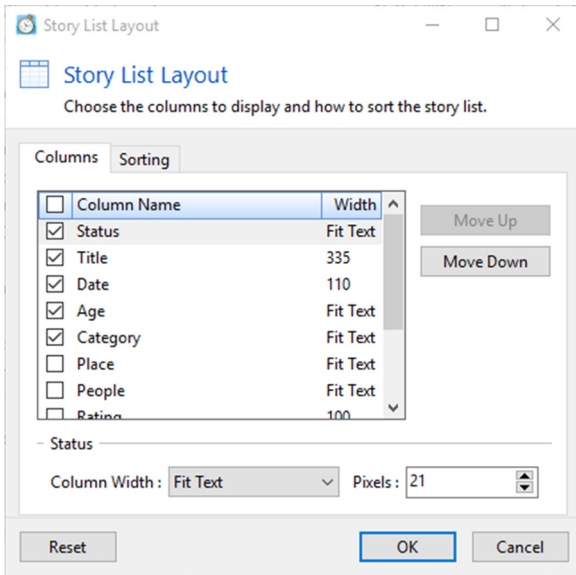 Story List Layout
Story List Layout
Choose the columns to display and how to sort the story list.
Columns Sorting
Column Name Width
Status Fit Text
Title 335
Date 110
Age Fit Text
Category Fit Text
Place Fit Text
People Fit Text
Rating 100
Move Up
Move Down
Status
Column Width : Fit Text Pixels : 21
Reset OK Cancel